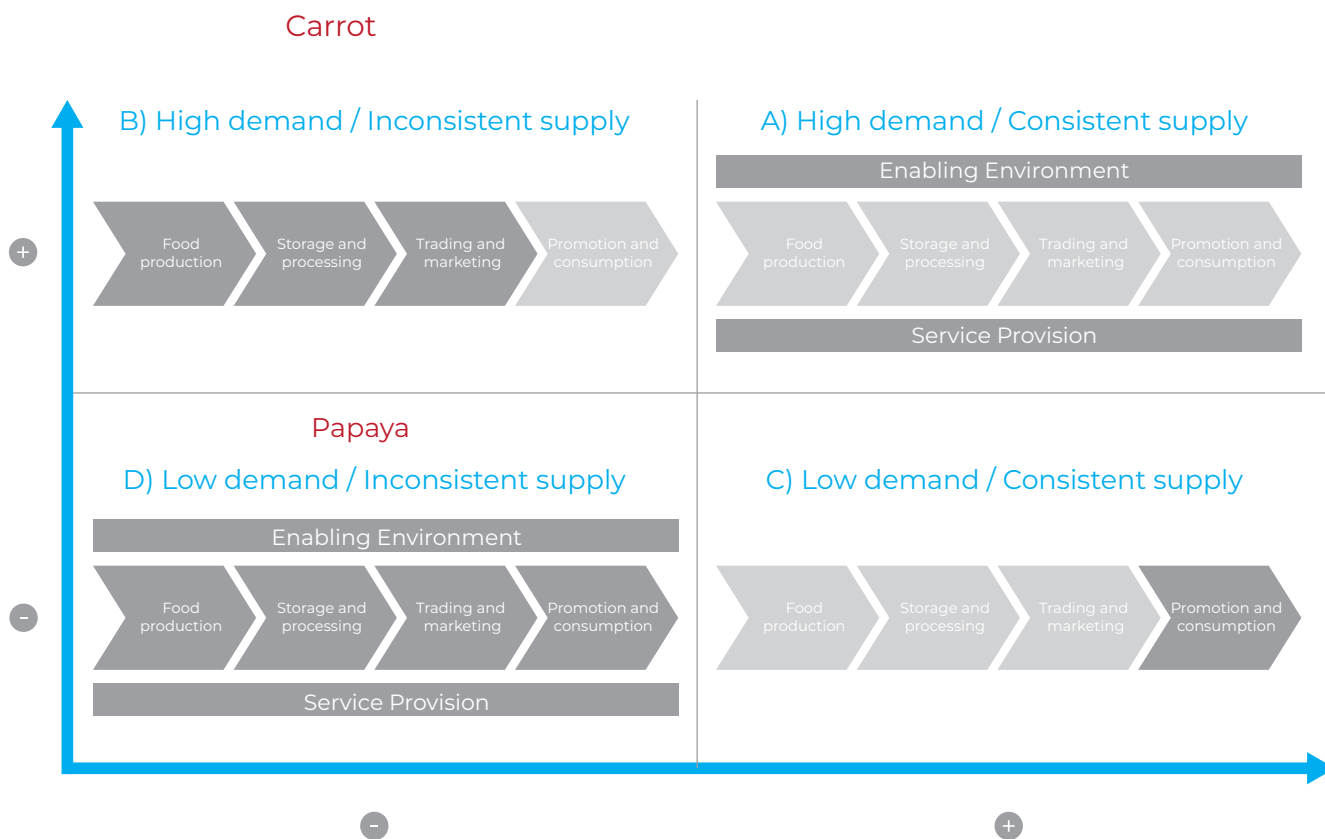 Carrot
B) High demand / Inconsistent supply
A) High demand / Consistent supply
Enabling Environment
+
Food
production
Storage and
processing
Trading and
marketing
Promotion and
consumption
Food
production
Storage and
processing
Trading and
marketing
Promotion and
consumption
Service Provision
Papaya
D) Low demand / Inconsistent supply
C) Low demand / Consistent supply
Enabling Environment
-
Food
production
Storage and
processing
Trading and
marketing
Promotion and
consumption
Food
production
Storage and
processing
Trading and
marketing
Promotion and
consumption
Service Provision
-
+